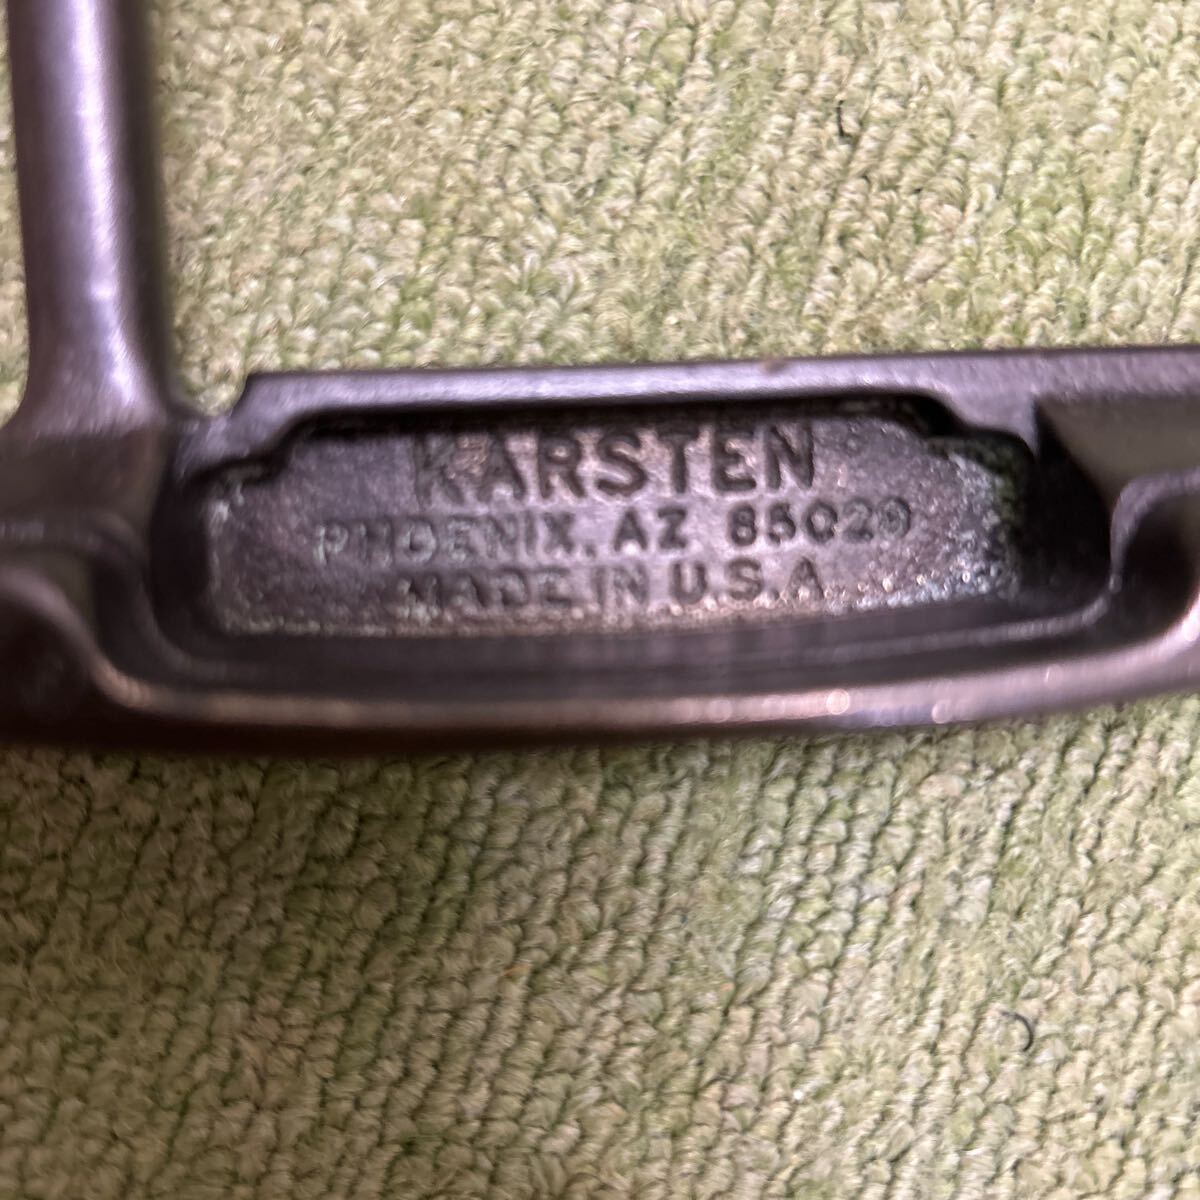 KARSTEN
PHOENIX, AZ 85029
MADE IN U.S.A